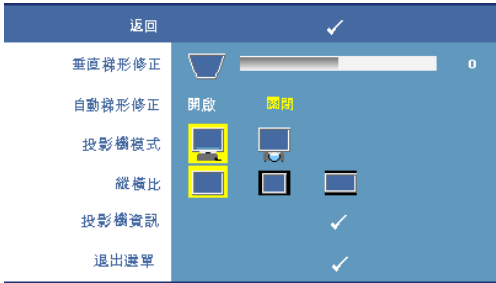 返回
垂直梯形修正 0
自動梯形修正 開啟 關閉
投影機模式
縱橫比
投影機資訊
退出選單